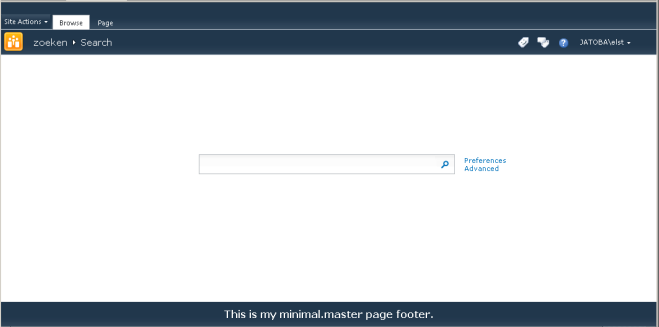 Site Actions
Browse
Page
zoeken Search
JATOBA\elst
Preferences
Advanced
This is my minimal.master page footer.